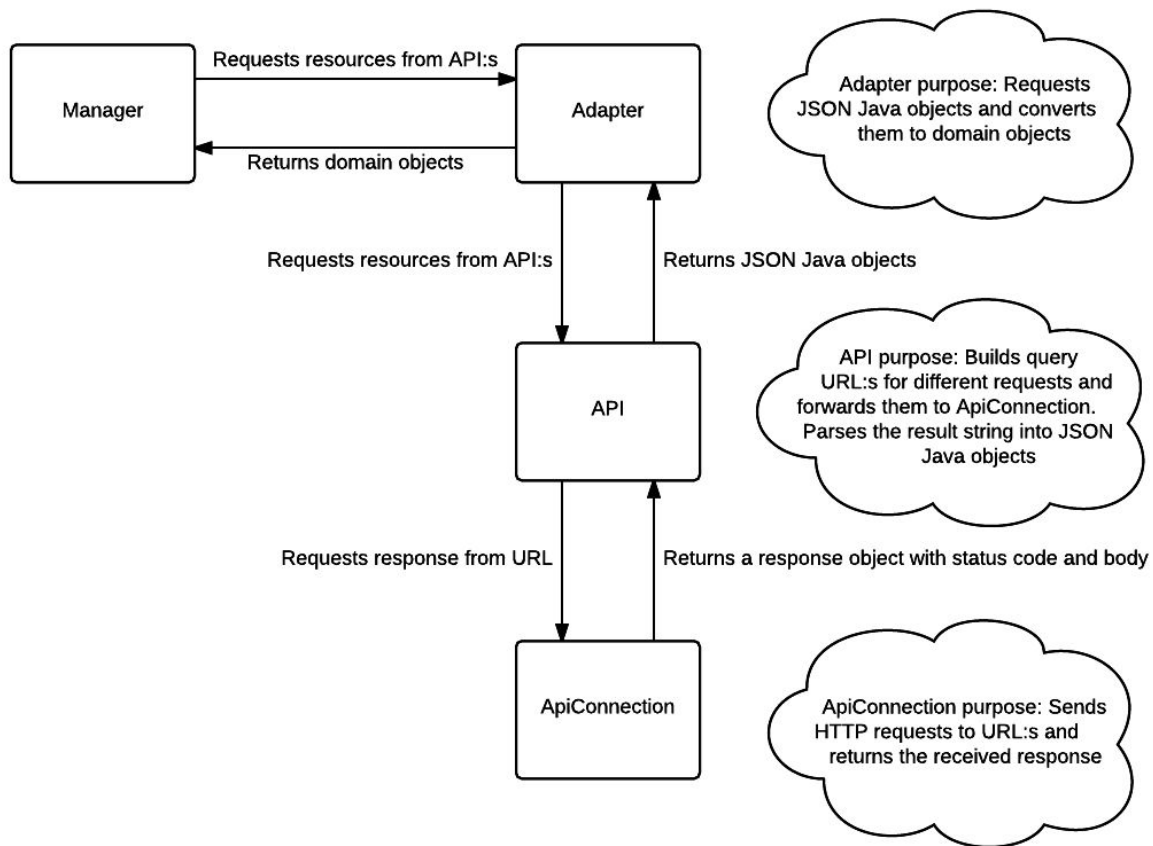 Requests resources from API:s
Manager
Returns domain objects
Adapter
Adapter purpose: Requests
JSON Java objects and converts
them to domain objects
Requests resources from API:s
Returns JSON Java objects
API
API purpose: Builds query
URL:s for different requests and
forwards them to ApiConnection.
Parses the result string into JSON
Java objects
Requests response from URL
Returns a response object with status code and body
ApiConnection
ApiConnection purpose: Sends
HTTP requests to URL:s and
returns the received response